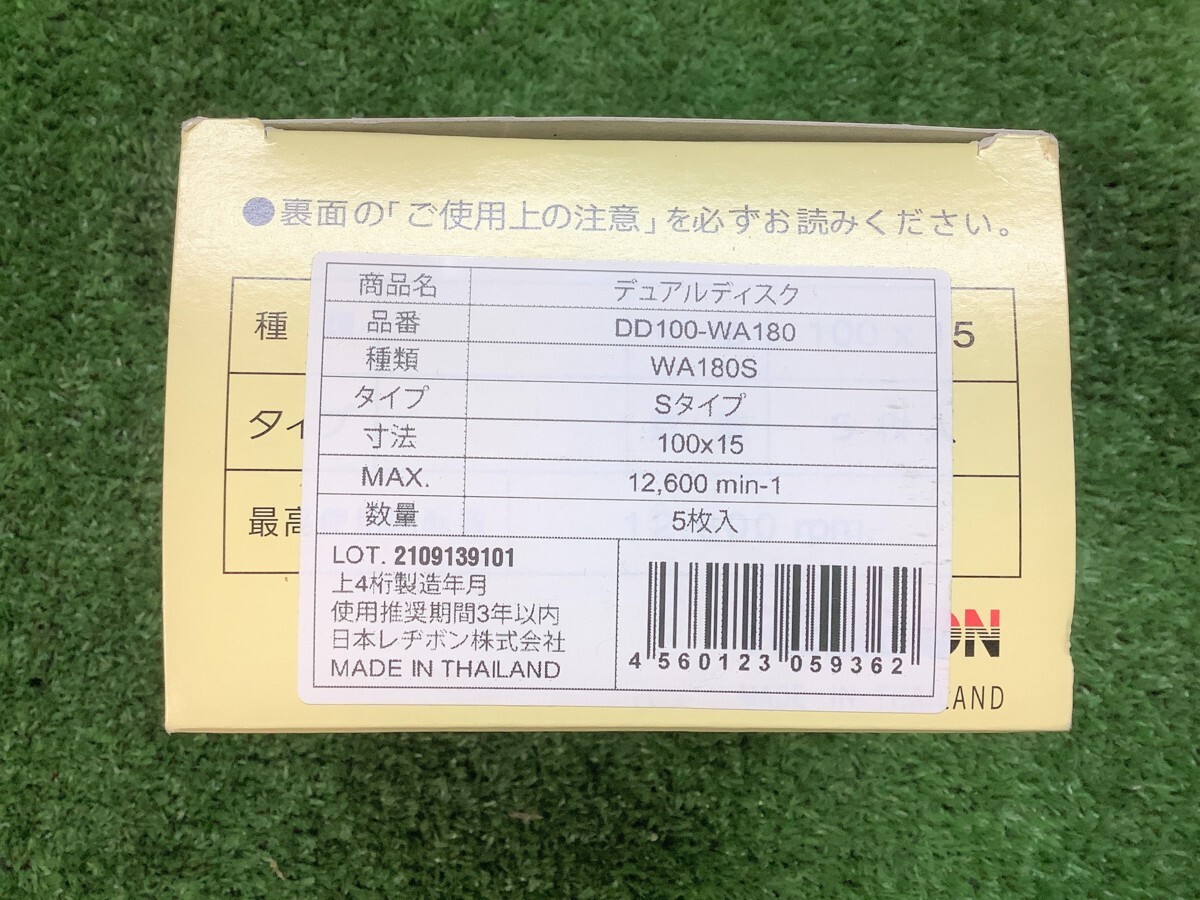 ●裏面の「ご使用上の注意」を必ずお読みください。
商品名 デュアルディスク
品番 DD100-WA180
種類 WA180S
タイプ Sタイプ
寸法 100x15
MAX. 12,600 min-1
数量 5枚入
種 5
タイ
最高
LOT. 2109139101
上4桁製造年月
使用推奨期間3年以内
日本レヂボン株式会社
MADE IN THAILAND
4 560123 059362
ON
LAND